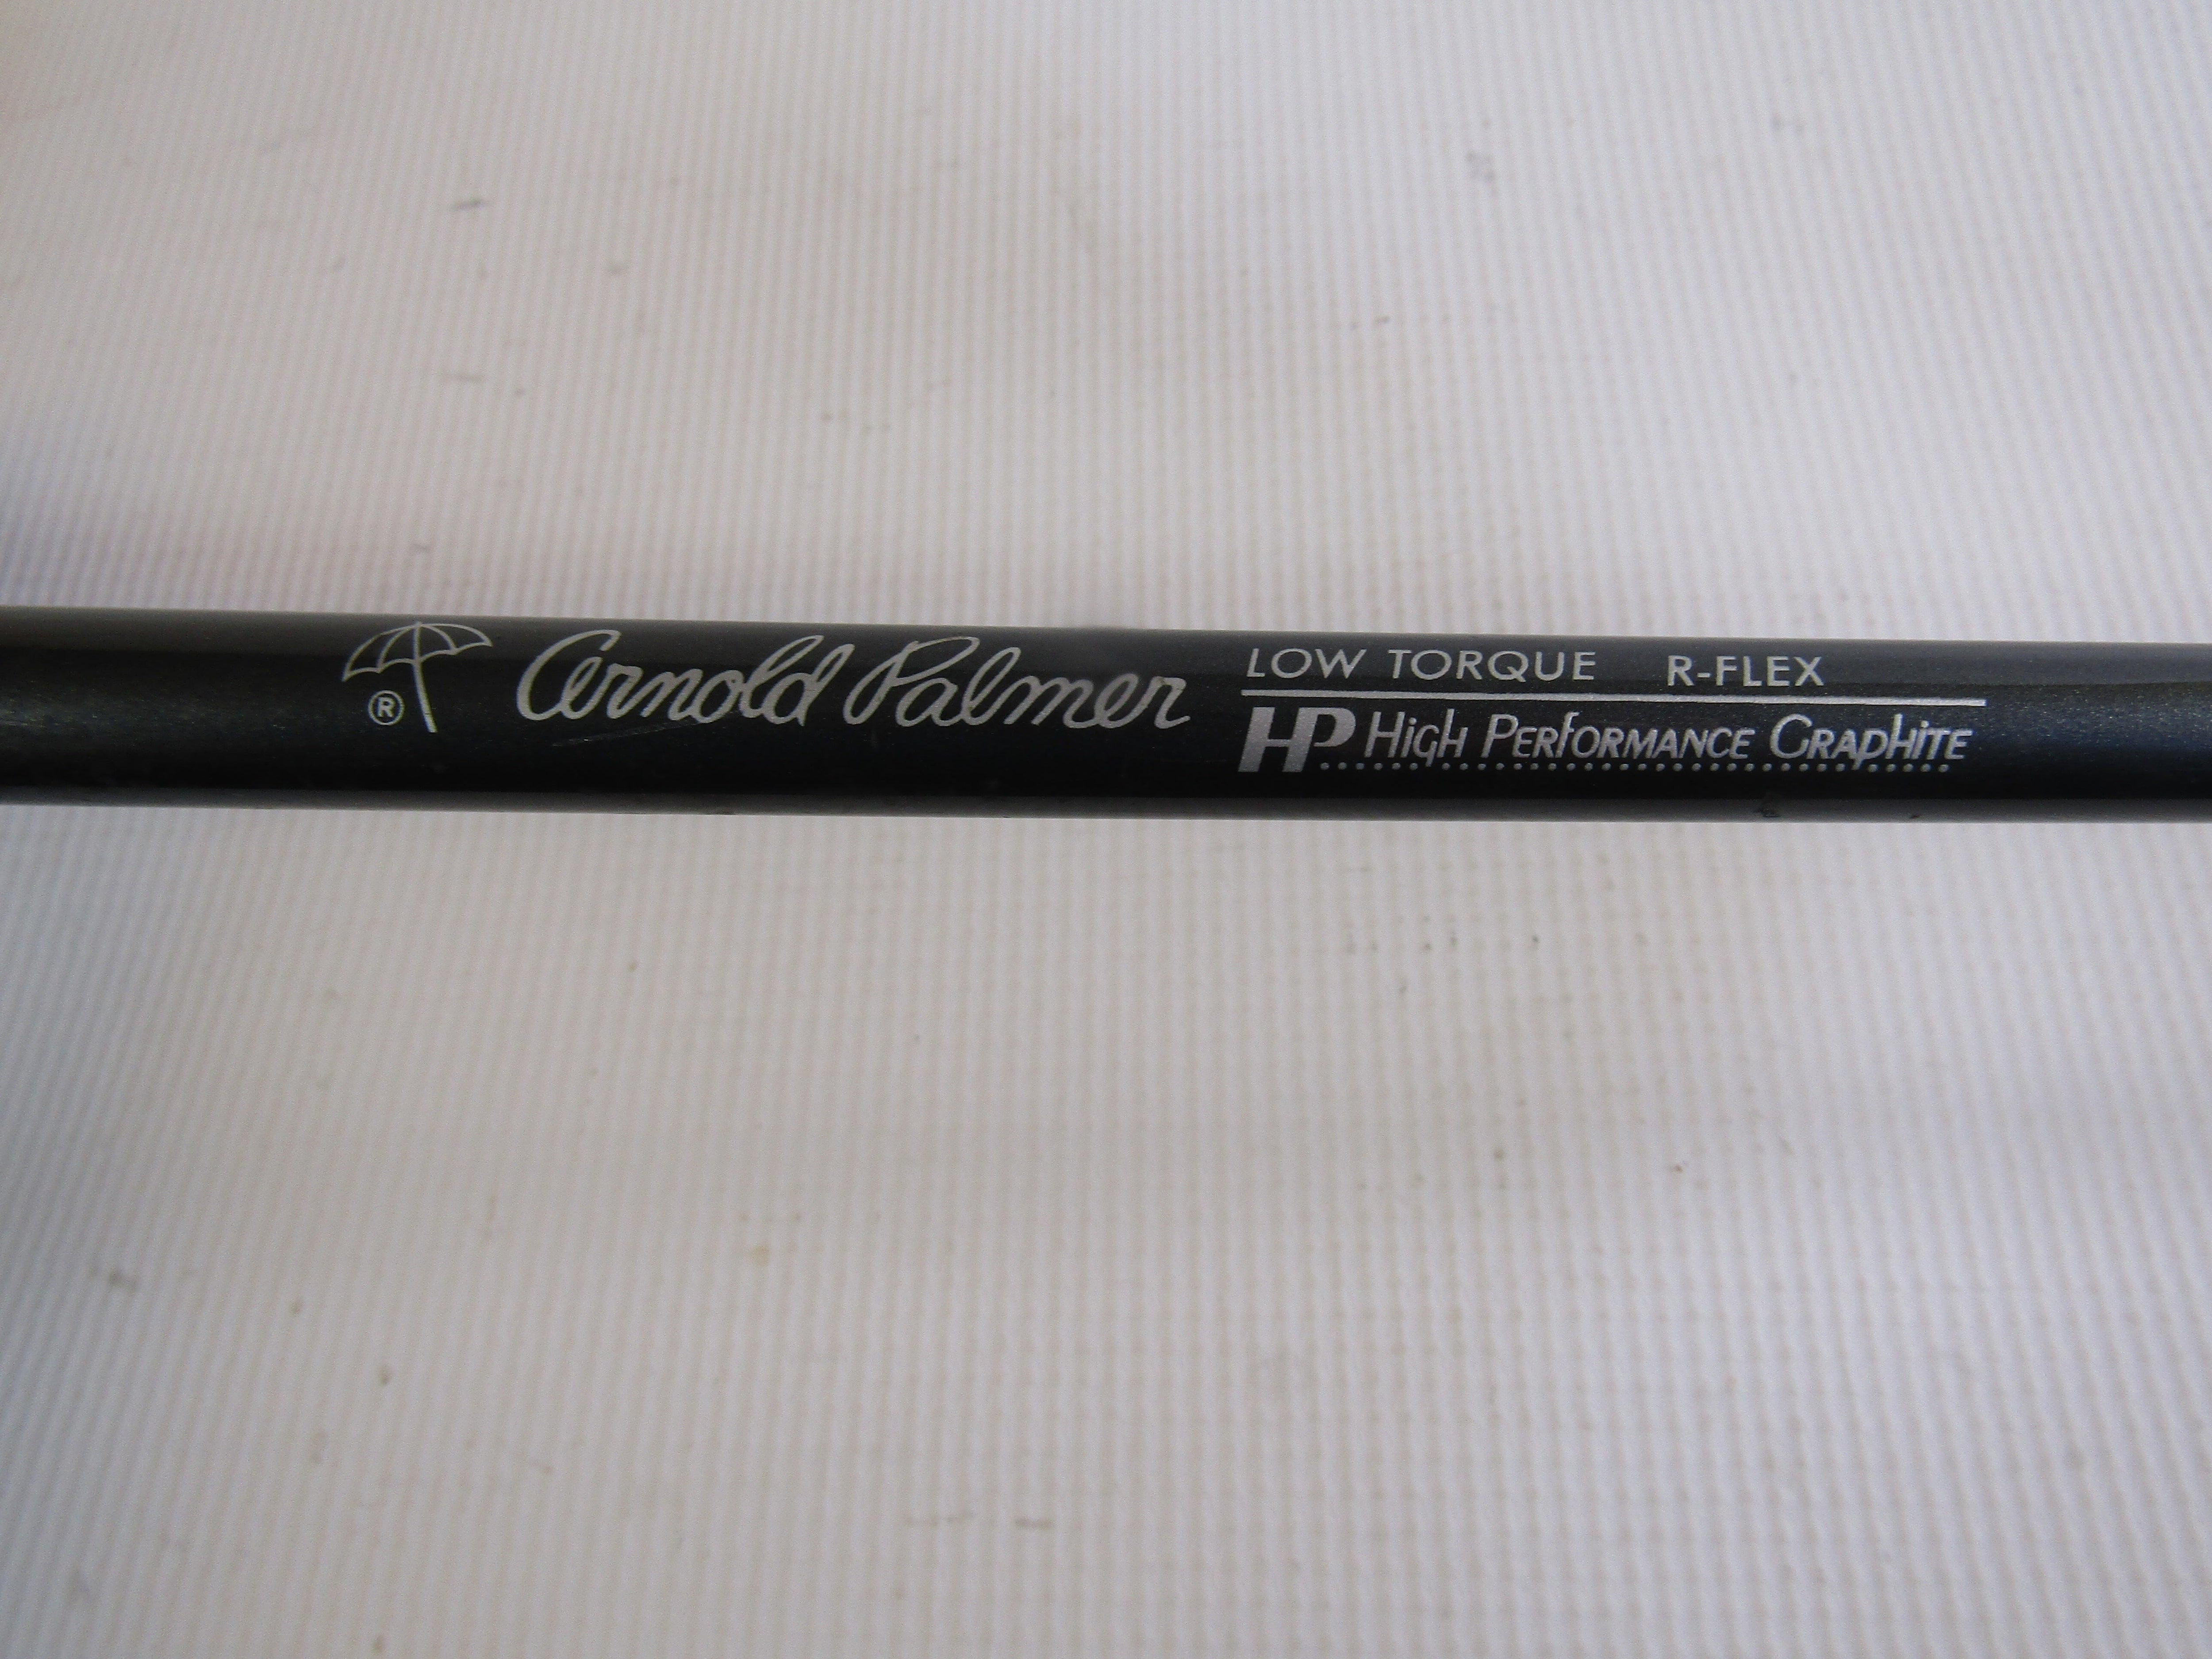 ® Arnold Palmer
LOW TORQUE R-FLEX
HP High Performance Graphite